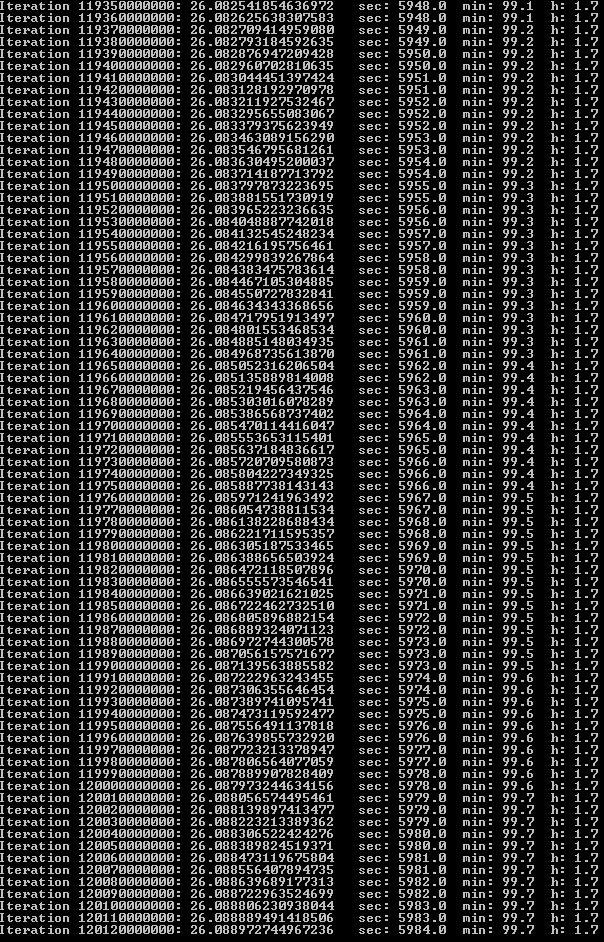 Iteration 119350000000: 26.082541854636972 sec: 5948.0 min: 99.1 h: 1.7
Iteration 119360000000: 26.082625638307583 sec: 5948.0 min: 99.1 h: 1.7
Iteration 119370000000: 26.082709414459080 sec: 5949.0 min: 99.2 h: 1.7
Iteration 119380000000: 26.082793184592635 sec: 5949.0 min: 99.2 h: 1.7
Iteration 119390000000: 26.082876947209428 sec: 5950.0 min: 99.2 h: 1.7
Iteration 119400000000: 26.082960702810635 sec: 5950.0 min: 99.2 h: 1.7
Iteration 119410000000: 26.083044451397424 sec: 5951.0 min: 99.2 h: 1.7
Iteration 119420000000: 26.083128192970978 sec: 5951.0 min: 99.2 h: 1.7
Iteration 119430000000: 26.083211927532467 sec: 5952.0 min: 99.2 h: 1.7
Iteration 119440000000: 26.083295655083067 sec: 5952.0 min: 99.2 h: 1.7
Iteration 119450000000: 26.083379375623949 sec: 5952.0 min: 99.2 h: 1.7
Iteration 119460000000: 26.083463089156290 sec: 5953.0 min: 99.2 h: 1.7
Iteration 119470000000: 26.083546795681261 sec: 5953.0 min: 99.2 h: 1.7
Iteration 119480000000: 26.083630495200037 sec: 5954.0 min: 99.2 h: 1.7
Iteration 119490000000: 26.083714187713792 sec: 5954.0 min: 99.2 h: 1.7
Iteration 119500000000: 26.083797873223695 sec: 5955.0 min: 99.3 h: 1.7
Iteration 119510000000: 26.083881551730919 sec: 5955.0 min: 99.3 h: 1.7
Iteration 119520000000: 26.083965223236635 sec: 5956.0 min: 99.3 h: 1.7
Iteration 119530000000: 26.084048887742018 sec: 5956.0 min: 99.3 h: 1.7
Iteration 119540000000: 26.084132545248234 sec: 5957.0 min: 99.3 h: 1.7
Iteration 119550000000: 26.084216195756461 sec: 5957.0 min: 99.3 h: 1.7
Iteration 119560000000: 26.084299839267864 sec: 5958.0 min: 99.3 h: 1.7
Iteration 119570000000: 26.084383475783614 sec: 5958.0 min: 99.3 h: 1.7
Iteration 119580000000: 26.084467105304885 sec: 5959.0 min: 99.3 h: 1.7
Iteration 119590000000: 26.084550727832841 sec: 5959.0 min: 99.3 h: 1.7
Iteration 119600000000: 26.084634343368656 sec: 5959.0 min: 99.3 h: 1.7
Iteration 119610000000: 26.084717951913497 sec: 5960.0 min: 99.3 h: 1.7
Iteration 119620000000: 26.084801553468534 sec: 5960.0 min: 99.3 h: 1.7
Iteration 119630000000: 26.084885148034935 sec: 5961.0 min: 99.3 h: 1.7
Iteration 119640000000: 26.084968735613870 sec: 5961.0 min: 99.3 h: 1.7
Iteration 119650000000: 26.085052316206504 sec: 5962.0 min: 99.4 h: 1.7
Iteration 119660000000: 26.085135889814008 sec: 5962.0 min: 99.4 h: 1.7
Iteration 119670000000: 26.085219456437546 sec: 5963.0 min: 99.4 h: 1.7
Iteration 119680000000: 26.085303016078289 sec: 5963.0 min: 99.4 h: 1.7
Iteration 119690000000: 26.085386568737402 sec: 5964.0 min: 99.4 h: 1.7
Iteration 119700000000: 26.085470114416047 sec: 5964.0 min: 99.4 h: 1.7
Iteration 119710000000: 26.085553653115401 sec: 5965.0 min: 99.4 h: 1.7
Iteration 119720000000: 26.085637184836617 sec: 5965.0 min: 99.4 h: 1.7
Iteration 119730000000: 26.085720709580873 sec: 5966.0 min: 99.4 h: 1.7
Iteration 119740000000: 26.085804227349325 sec: 5966.0 min: 99.4 h: 1.7
Iteration 119750000000: 26.085887738143143 sec: 5966.0 min: 99.4 h: 1.7
Iteration 119760000000: 26.085971241963492 sec: 5967.0 min: 99.5 h: 1.7
Iteration 119770000000: 26.086054738811534 sec: 5967.0 min: 99.5 h: 1.7
Iteration 119780000000: 26.086138228688434 sec: 5968.0 min: 99.5 h: 1.7
Iteration 119790000000: 26.086221711595357 sec: 5968.0 min: 99.5 h: 1.7
Iteration 119800000000: 26.086305187533465 sec: 5969.0 min: 99.5 h: 1.7
Iteration 119810000000: 26.086388656503924 sec: 5969.0 min: 99.5 h: 1.7
Iteration 119820000000: 26.086472118507896 sec: 5970.0 min: 99.5 h: 1.7
Iteration 119830000000: 26.086555573546541 sec: 5970.0 min: 99.5 h: 1.7
Iteration 119840000000: 26.086639021621025 sec: 5971.0 min: 99.5 h: 1.7
Iteration 119850000000: 26.086722462732510 sec: 5971.0 min: 99.5 h: 1.7
Iteration 119860000000: 26.086805896882154 sec: 5972.0 min: 99.5 h: 1.7
Iteration 119870000000: 26.086889324071123 sec: 5972.0 min: 99.5 h: 1.7
Iteration 119880000000: 26.086972744300578 sec: 5973.0 min: 99.5 h: 1.7
Iteration 119890000000: 26.087056157571677 sec: 5973.0 min: 99.5 h: 1.7
Iteration 119900000000: 26.087139563885582 sec: 5973.0 min: 99.5 h: 1.7
Iteration 119910000000: 26.087222963243455 sec: 5974.0 min: 99.6 h: 1.7
Iteration 119920000000: 26.087306355646454 sec: 5974.0 min: 99.6 h: 1.7
Iteration 119930000000: 26.087389741095741 sec: 5975.0 min: 99.6 h: 1.7
Iteration 119940000000: 26.087473119592477 sec: 5975.0 min: 99.6 h: 1.7
Iteration 119950000000: 26.087556491137818 sec: 5976.0 min: 99.6 h: 1.7
Iteration 119960000000: 26.087639855732920 sec: 5976.0 min: 99.6 h: 1.7
Iteration 119970000000: 26.087723213378947 sec: 5977.0 min: 99.6 h: 1.7
Iteration 119980000000: 26.087806564077059 sec: 5977.0 min: 99.6 h: 1.7
Iteration 119990000000: 26.087889907828409 sec: 5978.0 min: 99.6 h: 1.7
Iteration 120000000000: 26.087973244634156 sec: 5978.0 min: 99.6 h: 1.7
Iteration 120010000000: 26.088056574495461 sec: 5979.0 min: 99.7 h: 1.7
Iteration 120020000000: 26.088139897413477 sec: 5979.0 min: 99.7 h: 1.7
Iteration 120030000000: 26.088223213389362 sec: 5979.0 min: 99.7 h: 1.7
Iteration 120040000000: 26.088306522424276 sec: 5980.0 min: 99.7 h: 1.7
Iteration 120050000000: 26.088389824519371 sec: 5980.0 min: 99.7 h: 1.7
Iteration 120060000000: 26.088473119675804 sec: 5981.0 min: 99.7 h: 1.7
Iteration 120070000000: 26.088556407894735 sec: 5981.0 min: 99.7 h: 1.7
Iteration 120080000000: 26.088639689177313 sec: 5982.0 min: 99.7 h: 1.7
Iteration 120090000000: 26.088722963524699 sec: 5982.0 min: 99.7 h: 1.7
Iteration 120100000000: 26.088806230938044 sec: 5983.0 min: 99.7 h: 1.7
Iteration 120110000000: 26.088889491418506 sec: 5983.0 min: 99.7 h: 1.7
Iteration 120120000000: 26.088972744967236 sec: 5984.0 min: 99.7 h: 1.7